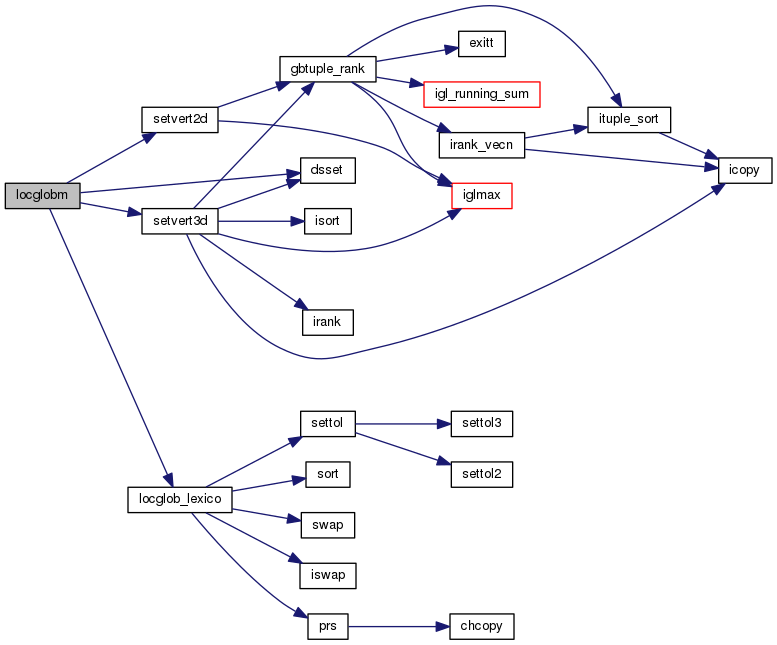 exitt
gbtuple_rank
igl_running_sum
setvert2d
ituple_sort
irank_vecn
dsset
icopy
locglobm
iglmax
setvert3d
isort
irank
settol
settol3
sort
settol2
locglob_lexico
swap
iswap
prs
chcopy